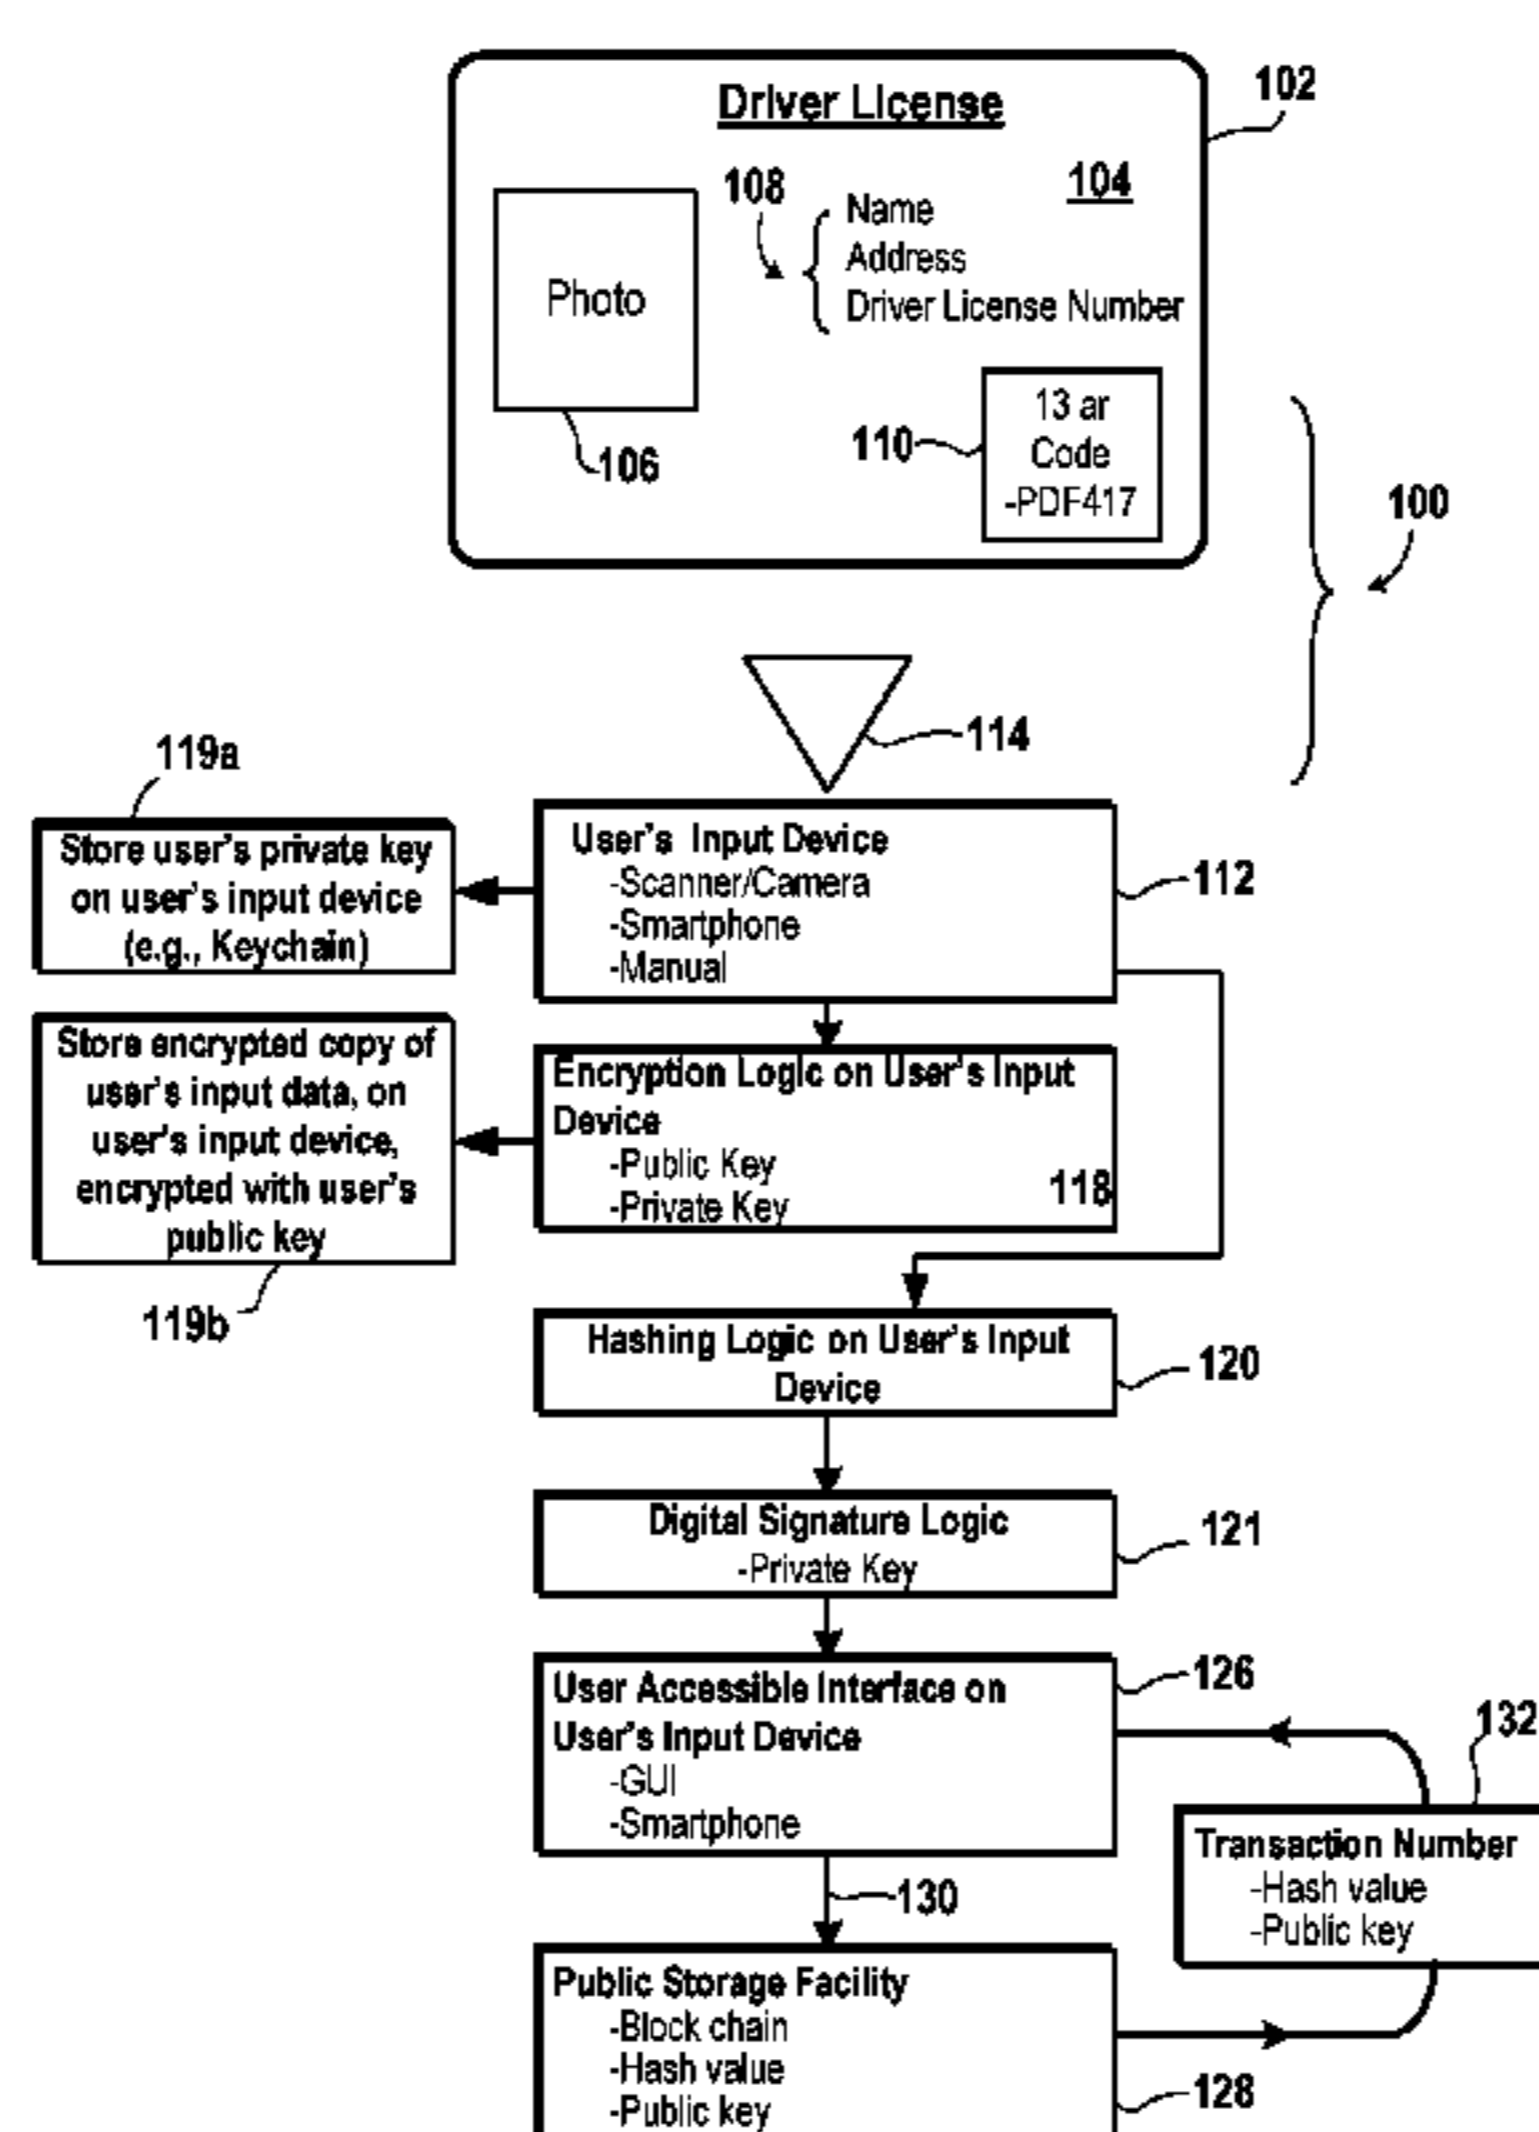 Driver License
102
104
108
Name
Address
Driver License Number
Photo
106
110
13 ar
Code
-PDF417
100
114
119a
Store user's private key
on user's input device
(e.g., Keychain)
User's Input Device
-Scanner/Camera
-Smartphone
-Manual
112
Store encrypted copy of
user's input data, on
user's input device,
encrypted with user's
public key
119b
Encryption Logic on User's Input
Device
-Public Key
-Private Key
118
Hashing Logic on User's Input
Device
120
Digital Signature Logic
-Private Key
121
User Accessible Interface on
User's Input Device
-GUI
-Smartphone
126
132
Transaction Number
-Hash value
-Public key
130
Public Storage Facility
-Block chain
-Hash value
-Public key
128